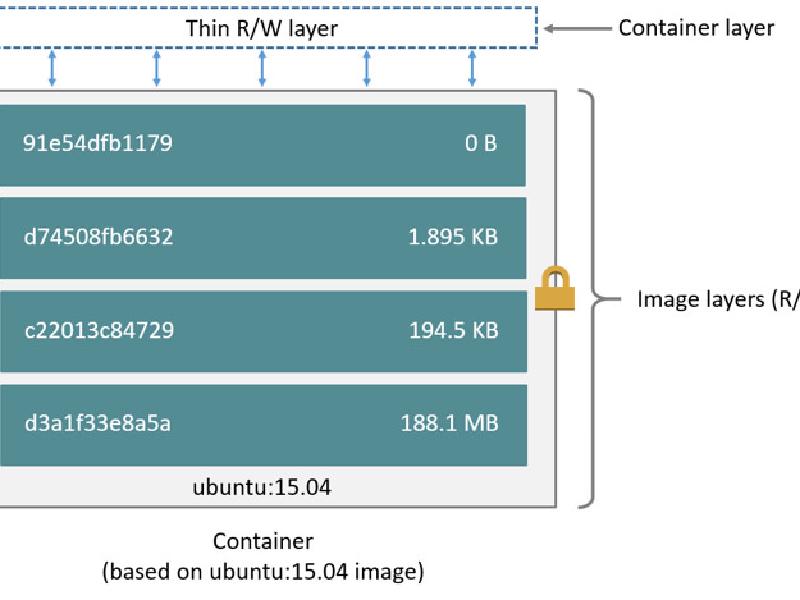 Thin R/W layer
Container layer
91e54dfb1179 0 B
d74508fb6632 1.895 KB
c22013c84729 194.5 KB
d3a1f33e8a5a 188.1 MB
Image layers (R/
ubuntu:15.04
Container
(based on ubuntu:15.04 image)